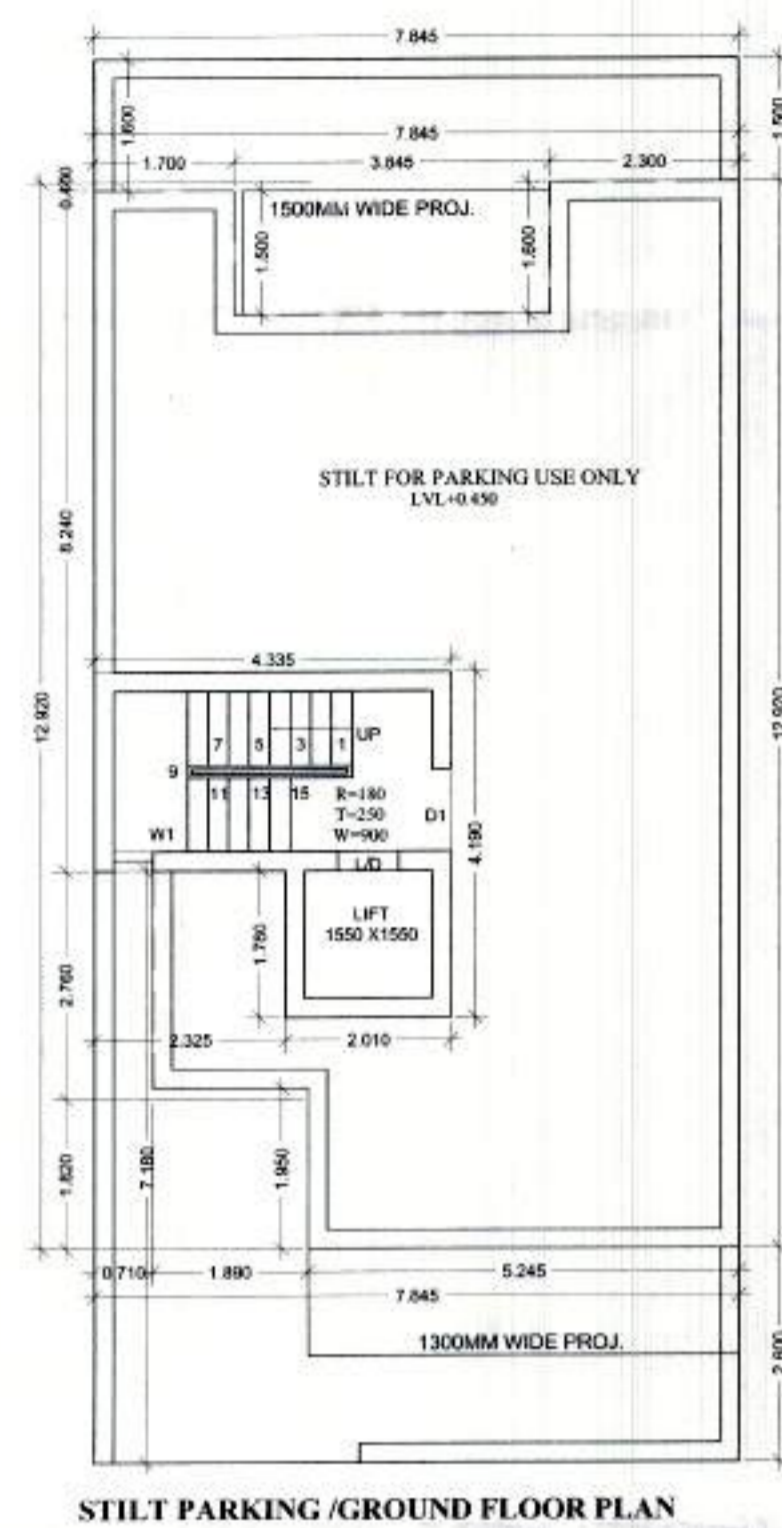 7.845
1.600
1.500
7.845
1.700
3.845
2.300
0.400
1500MM WIDE PROJ.
1.500
1.600
STILT FOR PARKING USE ONLY
LVL+0.450
8.240
4.335
12.920
12.920
UP
7
5
3
1
9
11
13
15
R=180
T=250
W=900
D1
W1
L/D
4.190
LIFT
1550 X1550
1.780
2.760
2.325
2.010
1.820
7.180
1.950
0.710
1.890
5.245
7.845
1300MM WIDE PROJ.
2.600
STILT PARKING /GROUND FLOOR PLAN